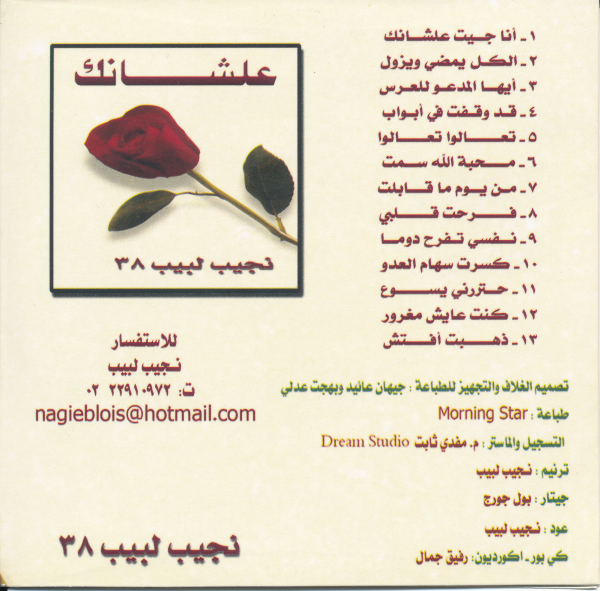 علشانك
نجيب لبيب ٣٨
١ - أنا جيت علشانك
٢ - الكل يمضي ويزول
٣ - أيها المدعو للعرس
٤ - قد وقفت في أبواب
٥ - تعالوا تعالوا
٦ - محبة الله سمت
٧ - من يوم ما قابلت
٨ - فرحت قلبي
٩ - نفسي تفرح دوما
١٠ - كسرت سهام العدو
١١ - حتررني يسوع
١٢ - كنت عايش مغرور
١٣ - ذهبت أفتش
للاستفسار
نجيب لبيب
ت: ٢٢٩١٠٩٧٢ ٠٢
nagieblois@hotmail.com
تصميم الغلاف والتجهيز للطباعة : جيهان عائيد وبهجت عدلي
طباعة : Morning Star
التسجيل والماستر : م. مفدي ثابت Dream Studio
ترنيم : نجيب لبيب
جيتار : بول جورج
عود : نجيب لبيب
كي بور - اكورديون : رفيق جمال
نجيب لبيب ٣٨